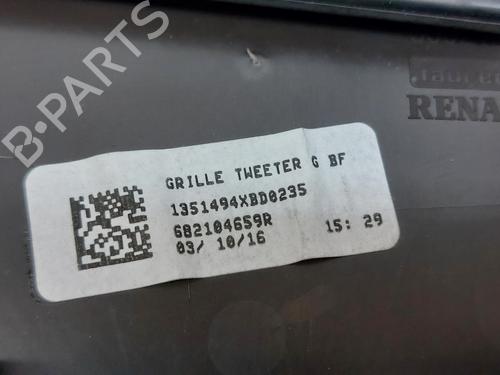 B-PARTS
RENA
GRILLE TWEETER G BF
1351494XBD0235
682104659R
03/ 10/16
15: 29